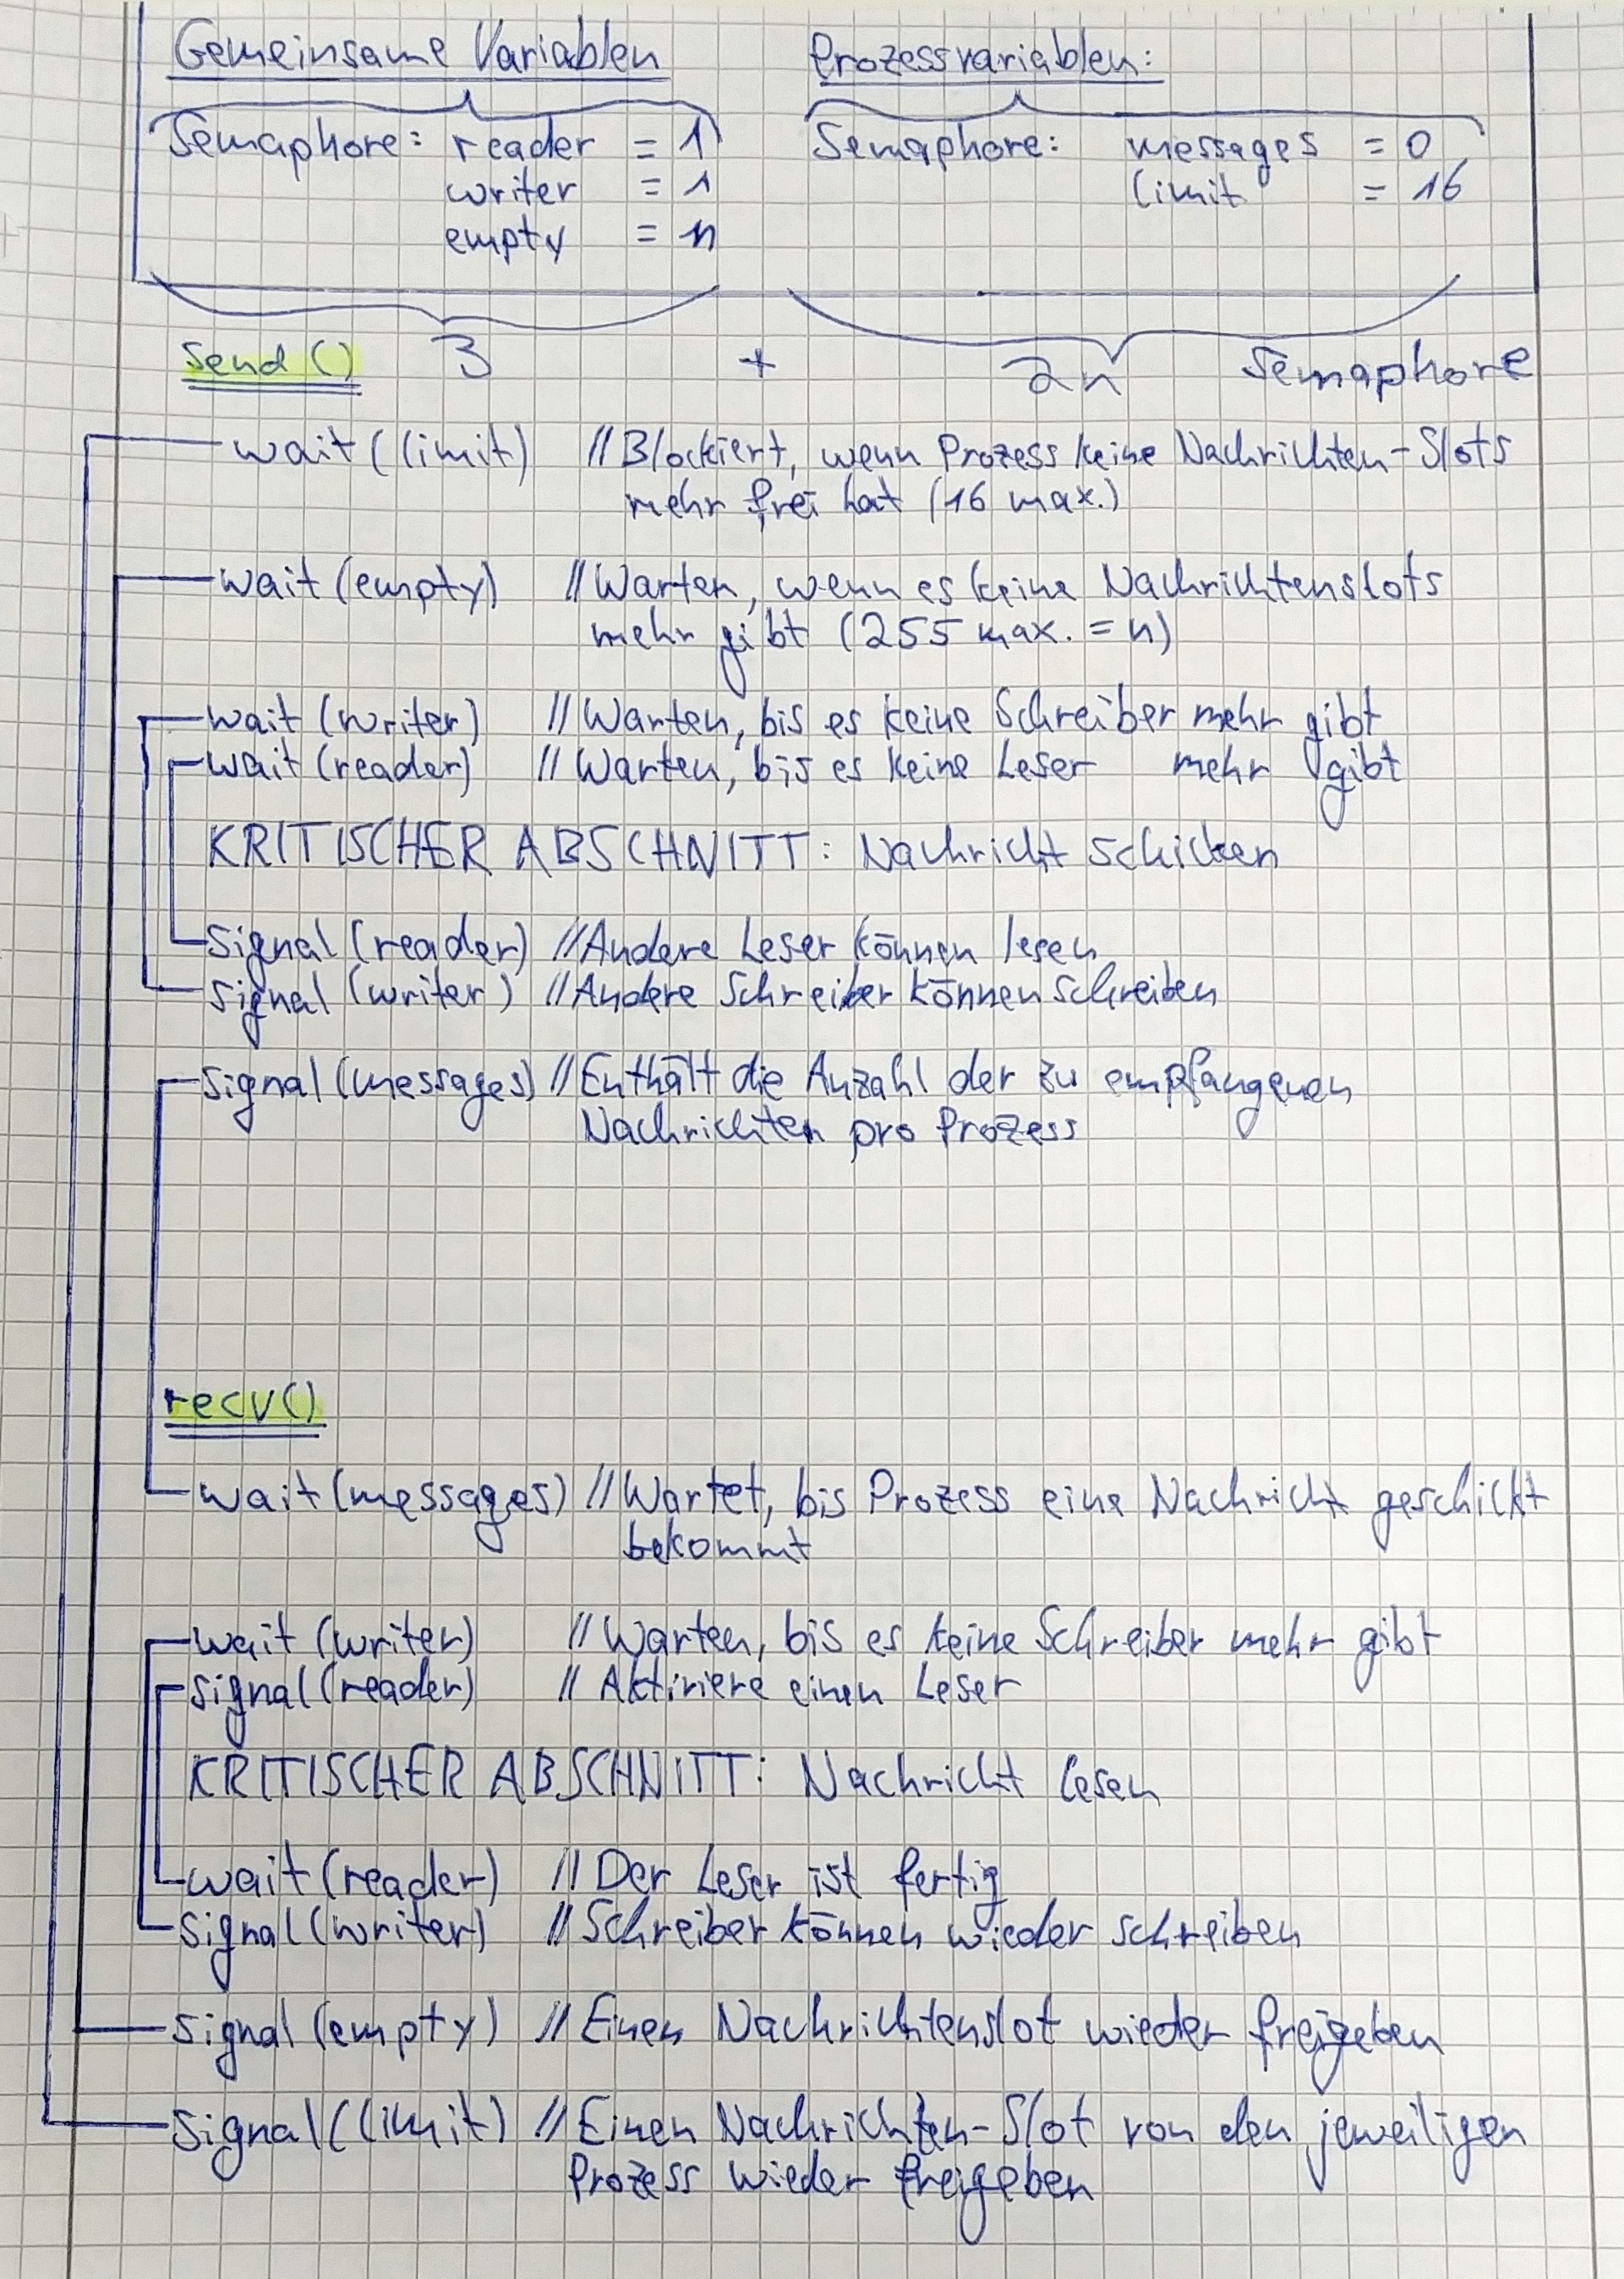 Gemeinsame Variablen Prozessvariablen:
Semaphore: reader = 1 Semaphore: messages = 0
writer = 1 limit = 16
empty = n
send() 3 + 2n Semaphore
wait(limit) //Blockiert, wenn Prozess keine Nachrichten-Slots
mehr frei hat (16 max.)
wait(empty) //Warten, wenn es keine Nachrichtenslots
mehr gibt (255 max. = n)
wait(writer) //Warten, bis es keine Schreiber mehr gibt
wait(reader) //Warten, bis es keine Leser mehr gibt
KRITISCHER ABSCHNITT: Nachricht schicken
signal(reader) //Andere Leser können lesen
signal(writer) //Andere Schreiber können schreiben
signal(messages) //Enthält die Anzahl der zu empfangenen
Nachrichten pro Prozess
recv()
wait(messages) //Wartet, bis Prozess eine Nachricht geschickt
bekommt
wait(writer) //Warten, bis es keine Schreiber mehr gibt
signal(reader) //Aktiviere einen Leser
KRITISCHER ABSCHNITT: Nachricht lesen
wait(reader) //Der Leser ist fertig
signal(writer) //Schreiber können wieder schreiben
signal(empty) //Einen Nachrichtenslot wieder freigeben
signal(limit) //Einen Nachrichten-Slot von den jeweiligen
Prozess wieder freigeben